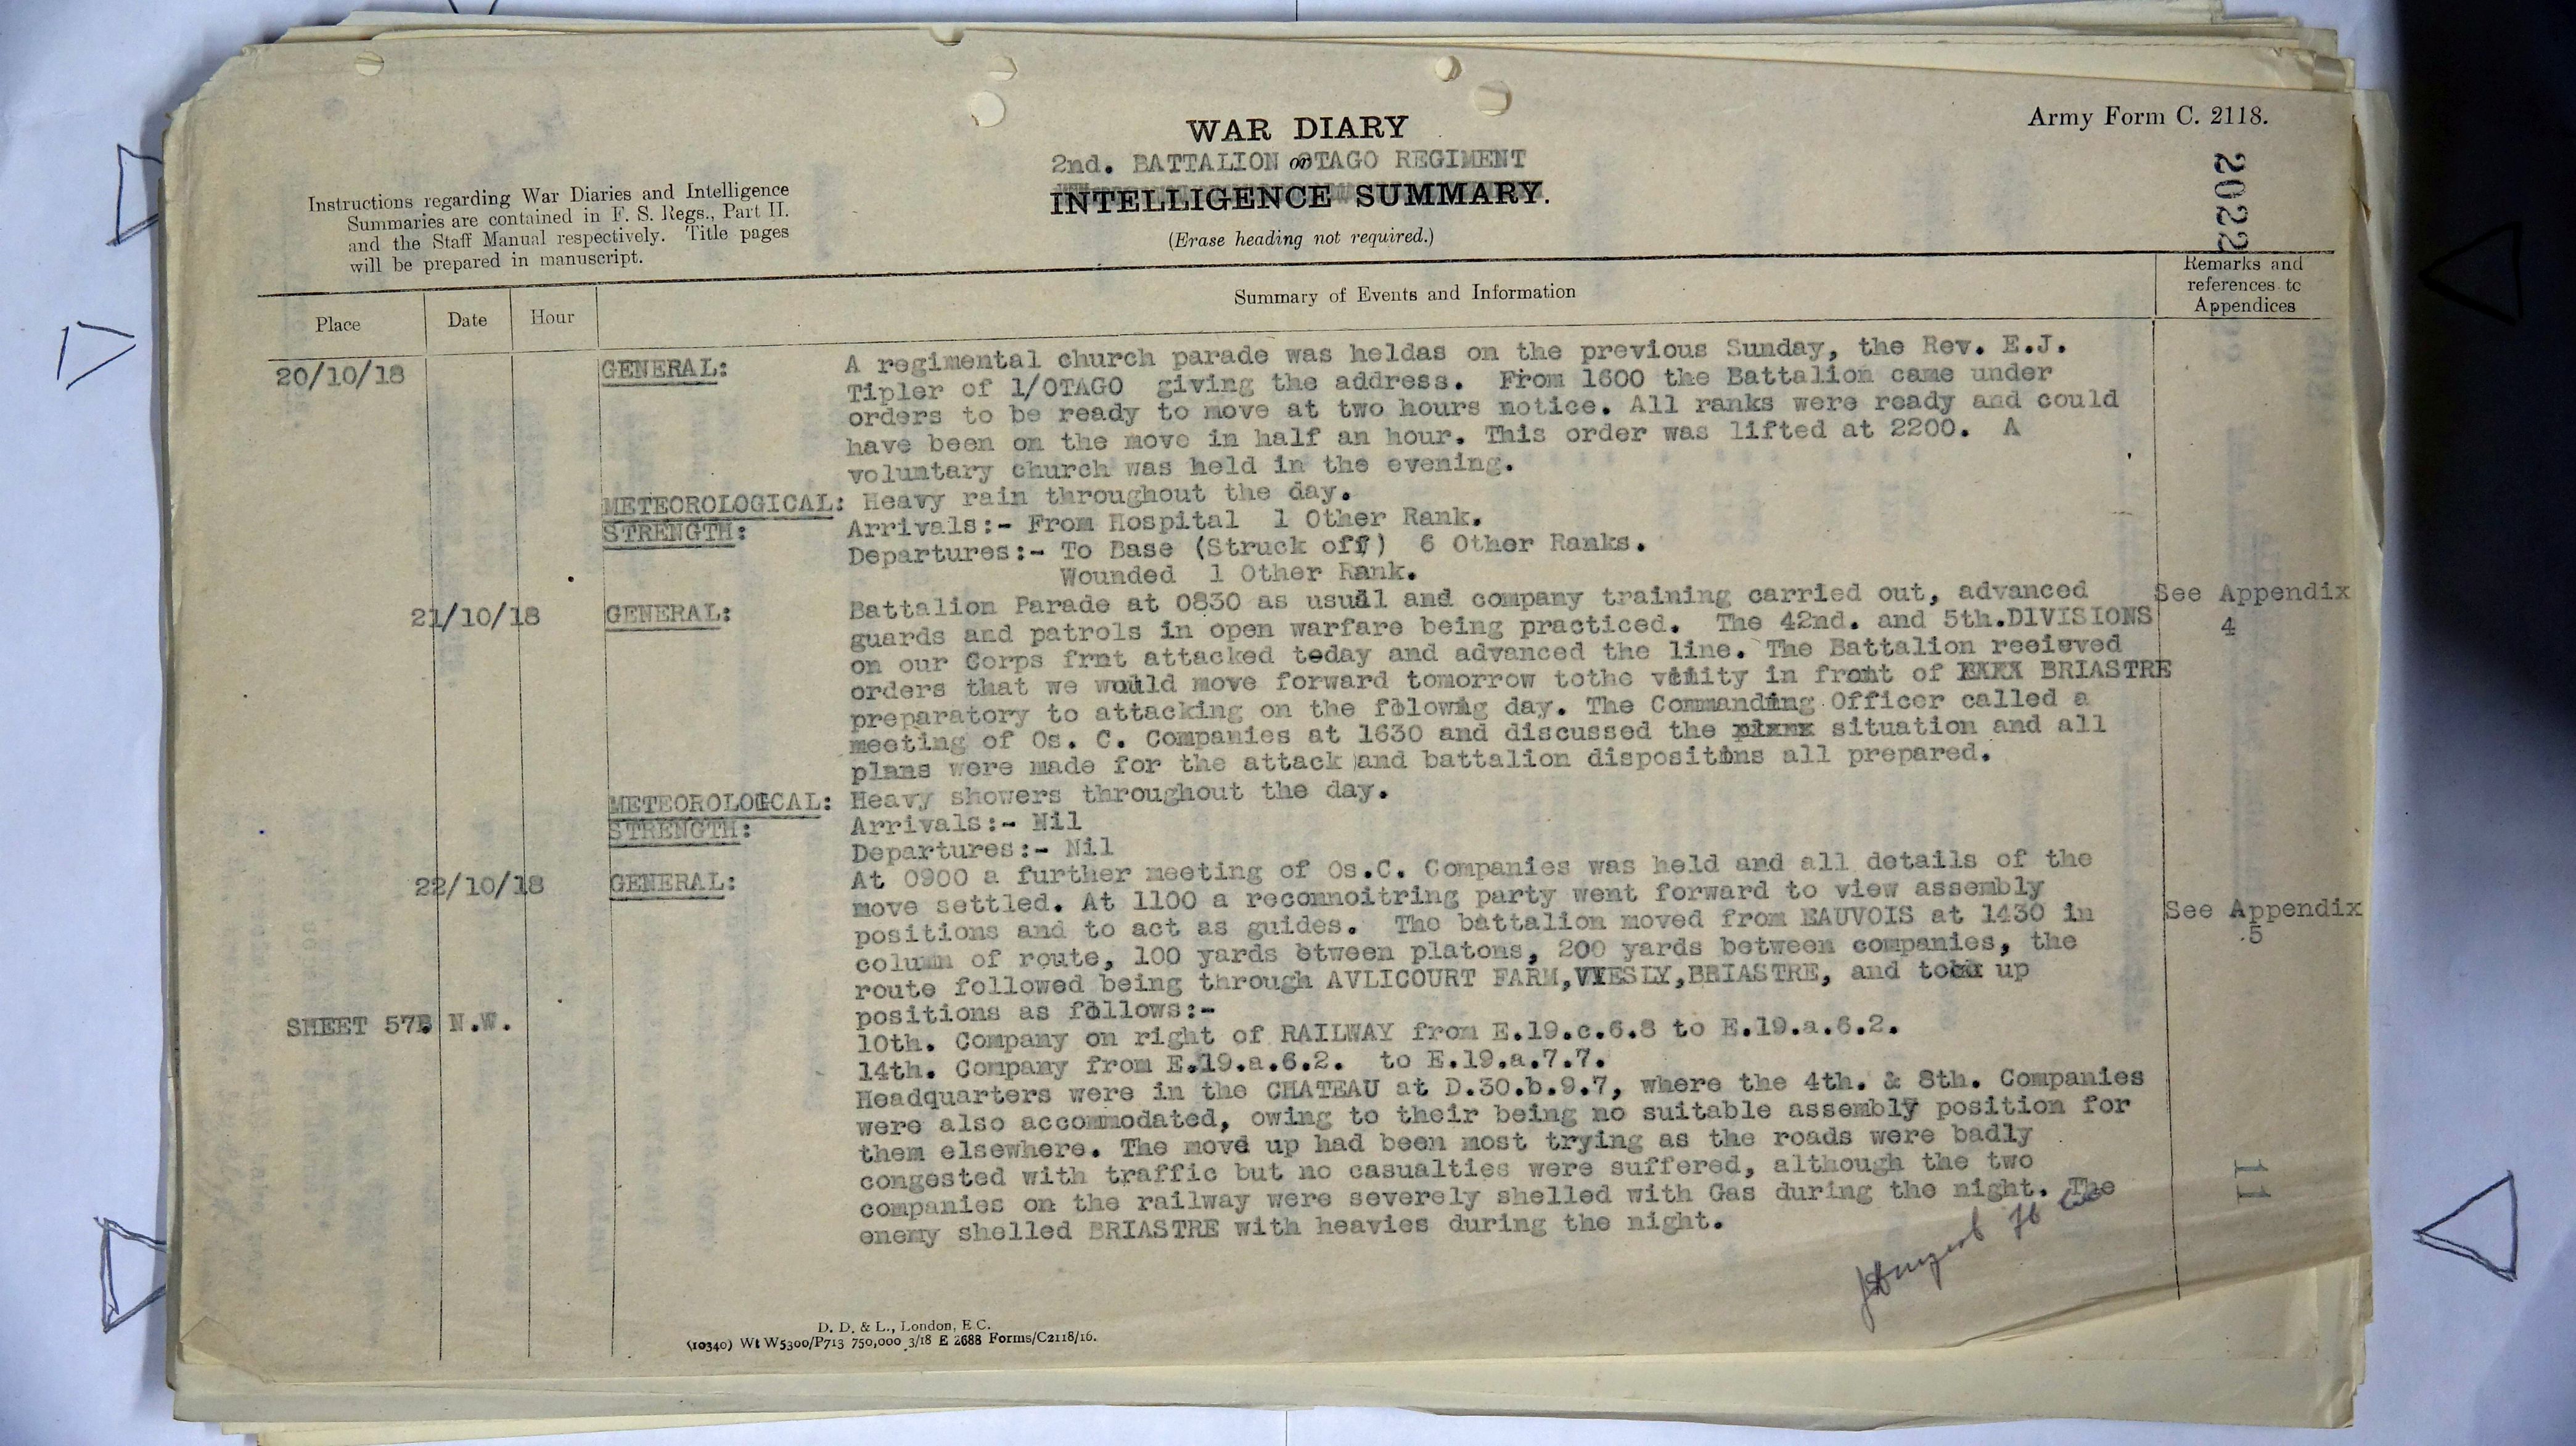 Army Form C. 2118.
2022
WAR DIARY
2nd. BATTALION or OTAGO REGIMENT
INTELLIGENCE SUMMARY.
(Erase heading not required.)
Instructions regarding War Diaries and Intelligence
Summaries are contained in F. S. Regs., Part II.
and the Staff Manual respectively. Title pages
will be prepared in manuscript.
Place
Date
Hour
Summary of Events and Information
Remarks and
references to
Appendices
20/10/18 GENERAL: A regimental church parade was heldas on the previous Sunday, the Rev. E.J.
Tipler of 1/OTAGO giving the address. From 1600 the Battalion came under
orders to be ready to move at two hours notice. All ranks were ready and could
have been on the move in half an hour. This order was lifted at 2200. A
voluntary church was held in the evening.
METEOROLOGICAL: Heavy rain throughout the day.
STRENGTH: Arrivals:- From Hospital 1 Other Rank.
Departures:- To Base (Struck off) 6 Other Ranks.
Wounded 1 Other Rank.
21/10/18 GENERAL: Battalion Parade at 0830 as usual and company training carried out, advanced See Appendix
guards and patrols in open warfare being practiced. The 42nd. and 5th.DIVISIONS 4
on our Corps frnt attacked today and advanced the line. The Battalion reeieved
orders that we would move forward tomorrow tothe viinity in front of BRIASTRE
preparatory to attacking on the folowing day. The Commanding Officer called a
meeting of Os. C. Companies at 1630 and discussed the plans situation and all
plans were made for the attack and battalion dispositions all prepared.
METEOROLOGICAL: Heavy showers throughout the day.
STRENGTH: Arrivals:- Nil
Departures:- Nil
22/10/18 GENERAL: At 0900 a further meeting of Os.C. Companies was held and all details of the
move settled. At 1100 a reconnoitring party went forward to view assembly
positions and to act as guides. The battalion moved from EAUVOIS at 1430 in See Appendix
column of route, 100 yards etween platons, 200 yards between companies, the 5
route followed being through AVLICOURT FARM,VIESLY,BRIASTRE, and took up
positions as follows:-
SHEET 57B N.W. 10th. Company on right of RAILWAY from E.19.c.6.8 to E.19.a.6.2.
14th. Company from E.19.a.6.2. to E.19.a.7.7.
Headquarters were in the CHATEAU at D.30.b.9.7, where the 4th. & 8th. Companies
were also accommodated, owing to their being no suitable assembly position for
them elsewhere. The move up had been most trying as the roads were badly
congested with traffic but no casualties were suffered, although the two
companies on the railway were severely shelled with Gas during the night. The
enemy shelled BRIASTRE with heavies during the night.
11
D. D. & L., London, E.C.
(10340) Wt W5300/P713 750,000 3/18 E 2688 Forms/C2118/16.